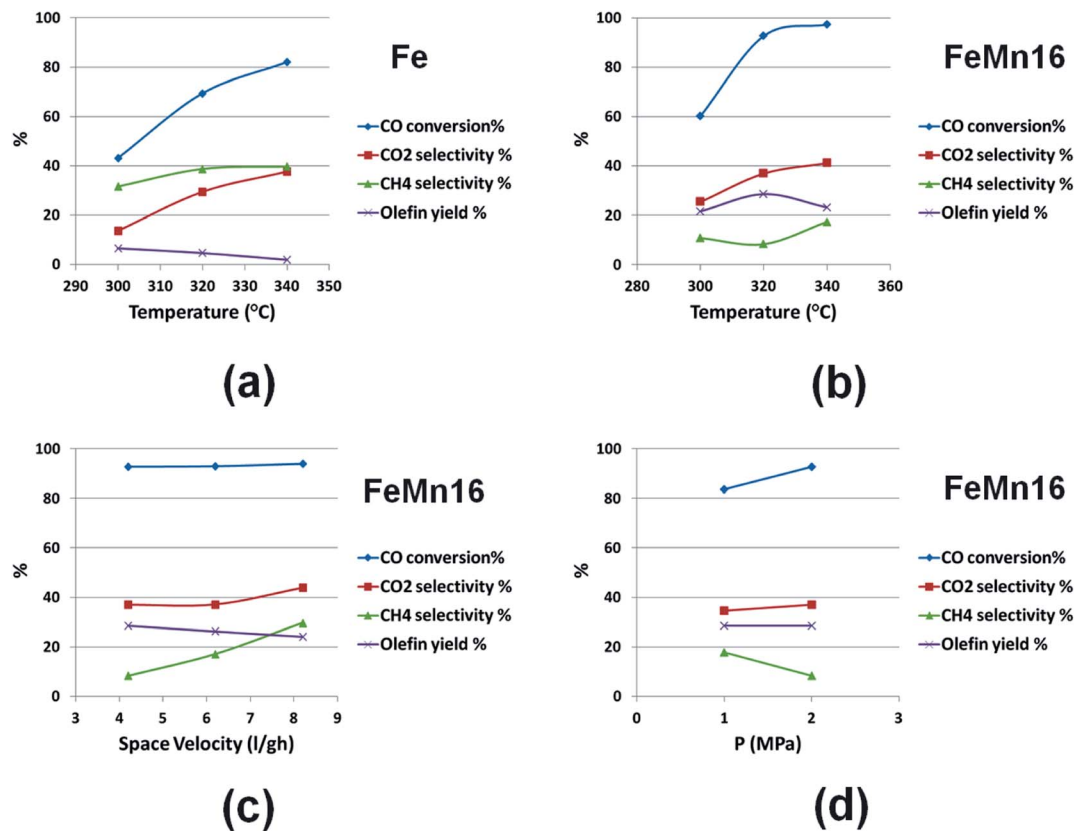 Fe
100
80
60
40
20
0
%
290 300 310 320 330 340 350
Temperature (°C)
CO conversion%
CO2 selectivity %
CH4 selectivity %
Olefin yield %
(a)
FeMn16
100
80
60
40
20
0
%
280 300 320 340 360
Temperature (°C)
CO conversion%
CO2 selectivity %
CH4 selectivity %
Olefin yield %
(b)
FeMn16
100
80
60
40
20
0
%
3 4 5 6 7 8 9
Space Velocity (l/gh)
CO conversion%
CO2 selectivity %
CH4 selectivity %
Olefin yield %
(c)
FeMn16
100
80
60
40
20
0
%
0 1 2 3
P (MPa)
CO conversion%
CO2 selectivity %
CH4 selectivity %
Olefin yield %
(d)